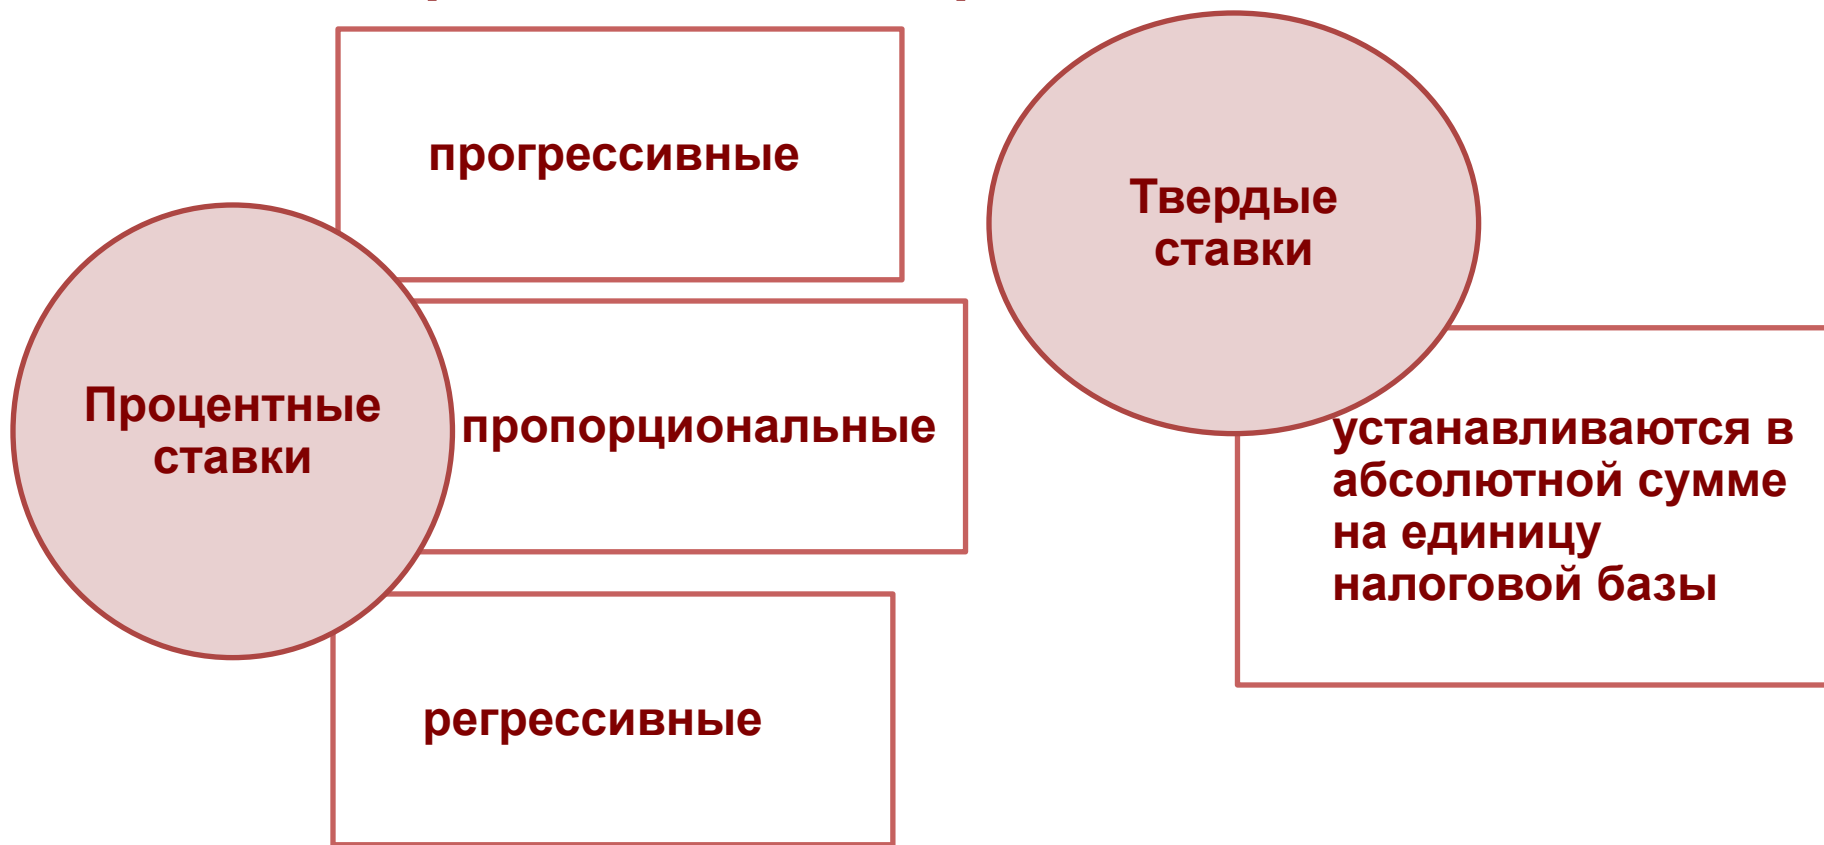 прогрессивные
Процентные
ставки
пропорциональные
регрессивные
Твердые
ставки
устанавливаются в
абсолютной сумме
на единицу
налоговой базы